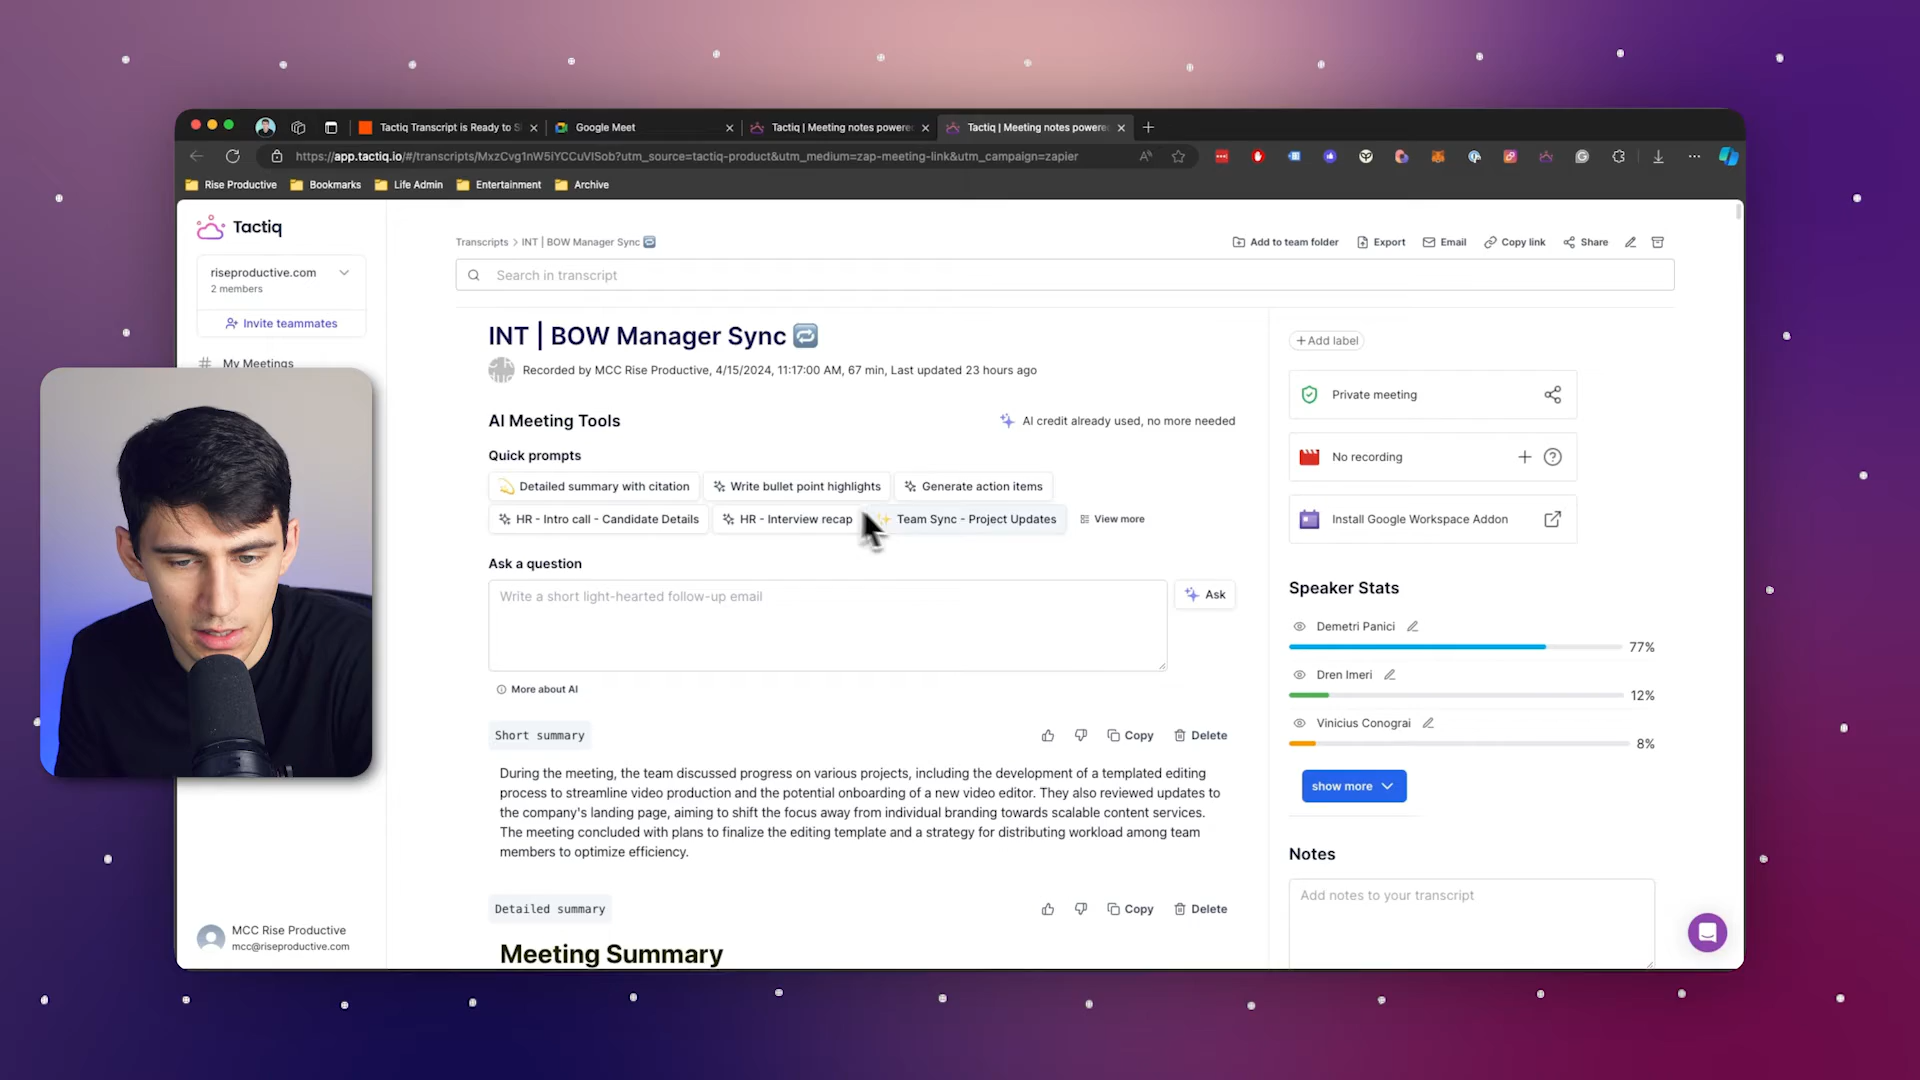 Tactiq Transcript is Ready to S
Google Meet
Tactiq | Meeting notes powere
Tactiq | Meeting notes powere
https://app.tactiq.io/#/transcripts/MxzCvg1nW5iYCCuVISob?utm_source=tactiq-product&utm_medium=zap-meeting-link&utm_campaign=zapier
Rise Productive
Bookmarks
Life Admin
Entertainment
Archive
Tactiq
riseproductive.com
2 members
Invite teammates
# My Meetings
MCC Rise Productive
mcc@riseproductive.com
Transcripts > INT | BOW Manager Sync
Add to team folder
Export
Email
Copy link
Share
Search in transcript
INT | BOW Manager Sync
Recorded by MCC Rise Productive, 4/15/2024, 11:17:00 AM, 67 min, Last updated 23 hours ago
AI Meeting Tools
AI credit already used, no more needed
Quick prompts
Detailed summary with citation
Write bullet point highlights
Generate action items
HR - Intro call - Candidate Details
HR - Interview recap
Team Sync - Project Updates
View more
Ask a question
Write a short light-hearted follow-up email
Ask
More about AI
Short summary
Copy
Delete
During the meeting, the team discussed progress on various projects, including the development of a templated editing
process to streamline video production and the potential onboarding of a new video editor. They also reviewed updates to
the company's landing page, aiming to shift the focus away from individual branding towards scalable content services.
The meeting concluded with plans to finalize the editing template and a strategy for distributing workload among team
members to optimize efficiency.
Detailed summary
Copy
Delete
Meeting Summary
+ Add label
Private meeting
No recording
Install Google Workspace Addon
Speaker Stats
Demetri Panici
77%
Dren Imeri
12%
Vinicius Conograi
8%
show more
Notes
Add notes to your transcript